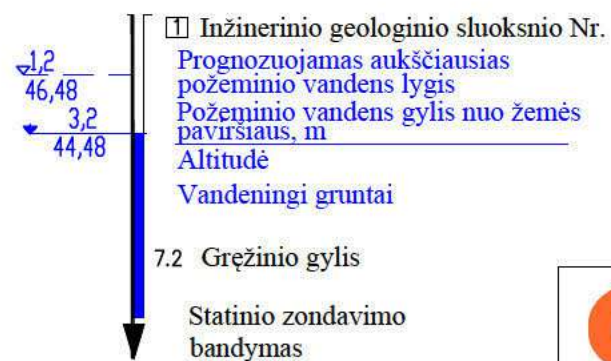 1 Inžinerinio geologinio sluoksnio Nr.
1,2
46,48
Prognozuojamas aukščiausias
požeminio vandens lygis
3,2
44,48
Požeminio vandens gylis nuo žemės
paviršiaus, m
Altitudė
Vandeningi gruntai
7.2 Gręžinio gylis
Statinio zondavimo
bandymas